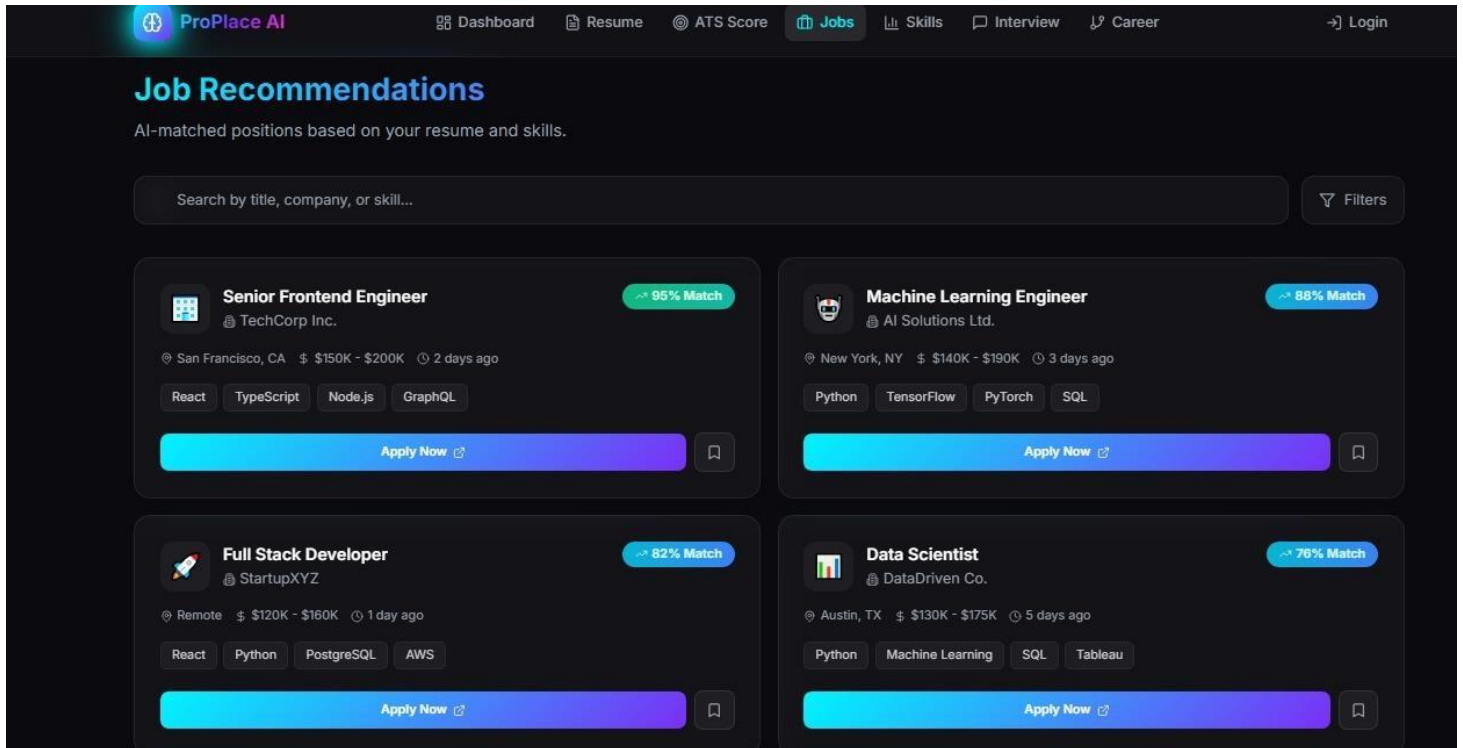 ProPlace AI Dashboard Resume ATS Score Jobs Skills Interview Career Login
Job Recommendations
AI-matched positions based on your resume and skills.
Search by title, company, or skill... Filters
Senior Frontend Engineer 95% Match
TechCorp Inc.
San Francisco, CA $ $150K - $200K 2 days ago
React TypeScript Node.js GraphQL
Apply Now
Machine Learning Engineer 88% Match
AI Solutions Ltd.
New York, NY $ $140K - $190K 3 days ago
Python TensorFlow PyTorch SQL
Apply Now
Full Stack Developer 82% Match
StartupXYZ
Remote $ $120K - $160K 1 day ago
React Python PostgreSQL AWS
Apply Now
Data Scientist 76% Match
DataDriven Co.
Austin, TX $ $130K - $175K 5 days ago
Python Machine Learning SQL Tableau
Apply Now